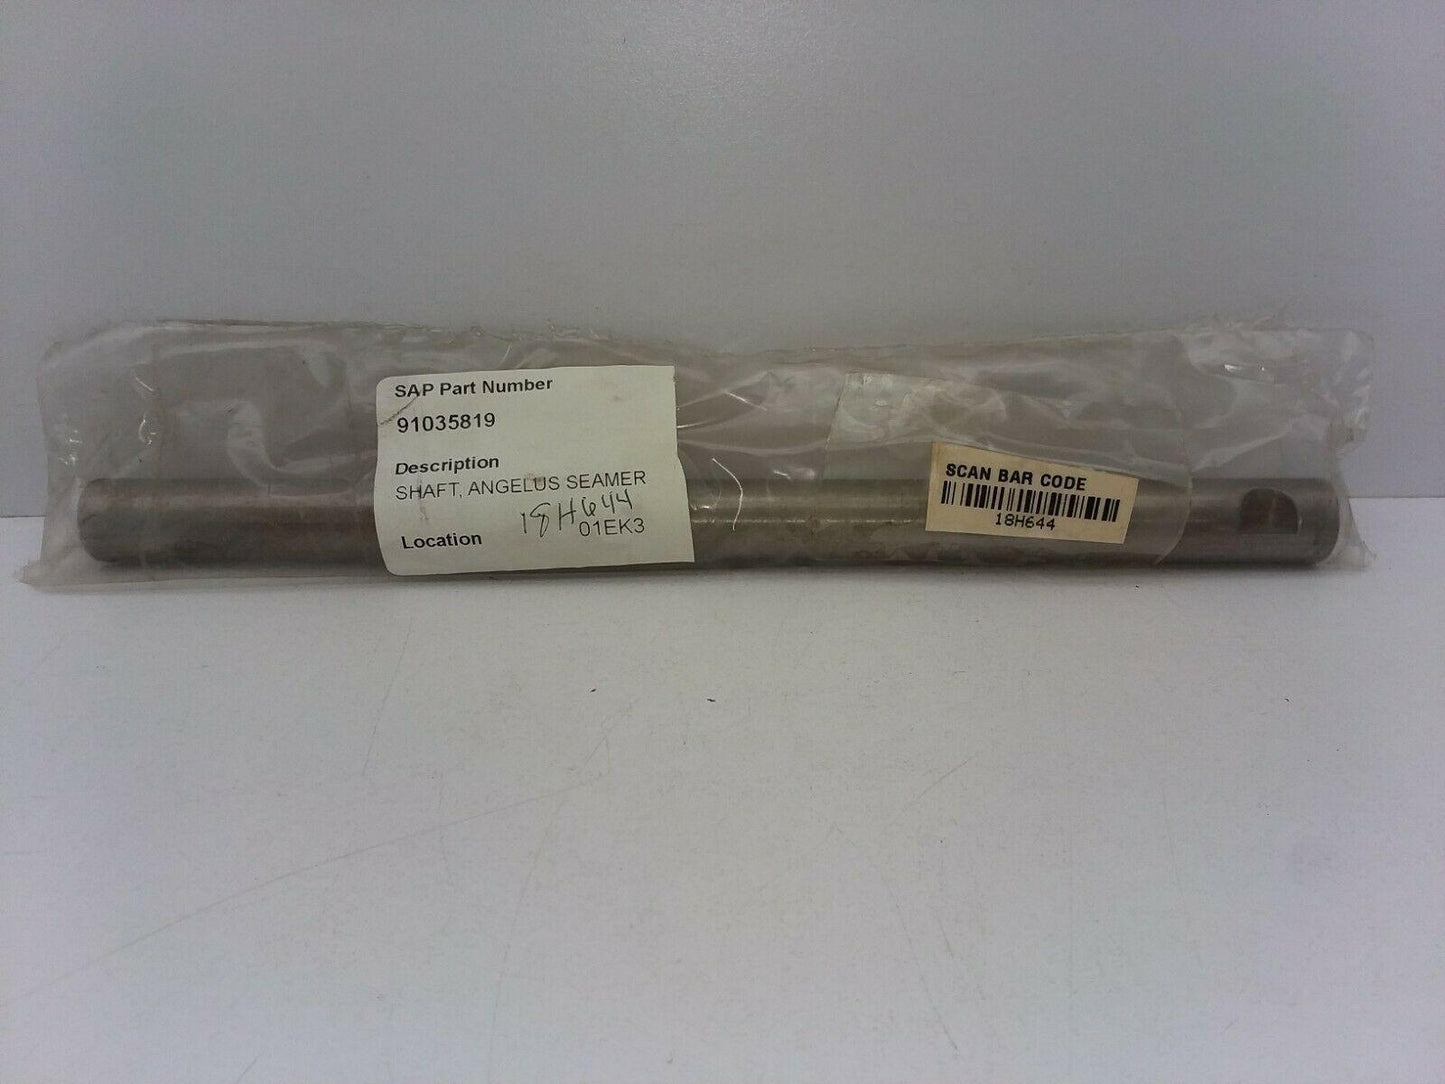 SAP Part Number
91035819
Description
SHAFT, ANGELUS SEAMER
18H644
Location 01EK3
SCAN BAR CODE
18H644